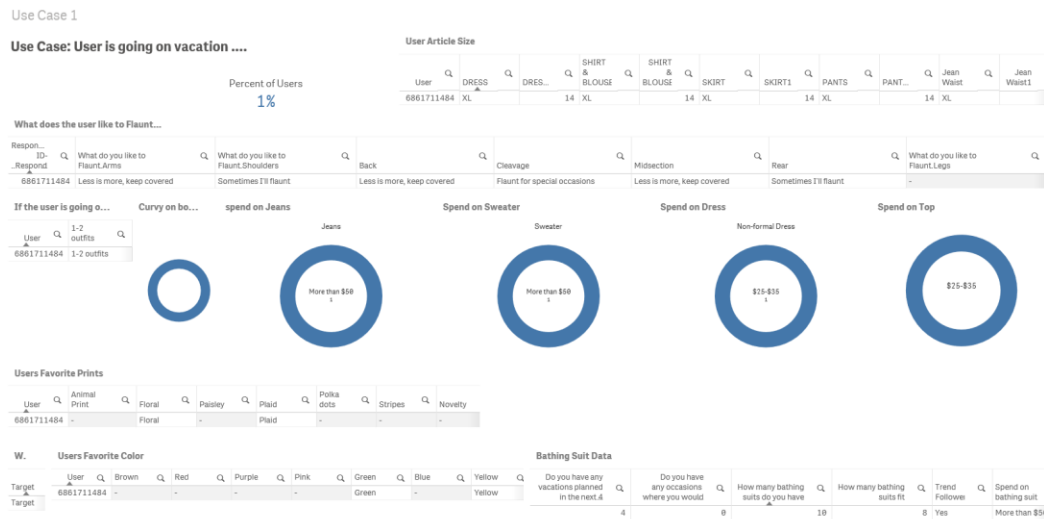 Use Case 1
Use Case: User is going on vacation ....
Percent of Users
1%
User Article Size
User DRESS DRES... SHIRT & BLOUSE SHIRT & BLOUSE SKIRT SKIRT1 PANTS PANT... Jean Waist Jean Waist1
6861711484 XL 14 XL 14 XL 14 XL 14 XL
What does the user like to Flaunt...
Respon... ID- ..Respond. What do you like to Flaunt.Arms What do you like to Flaunt.Shoulders Back Cleavage Midsection Rear What do you like to Flaunt.Legs
6861711484 Less is more, keep covered Sometimes I'll flaunt Less is more, keep covered Flaunt for special occasions Less is more, keep covered Sometimes I'll flaunt -
If the user is going o...
User 1-2 outfits
6861711484 1-2 outfits
Curvy on bo...
spend on Jeans
Jeans
More than $50
1
Spend on Sweater
Sweater
More than $50
1
Spend on Dress
Non-formal Dress
$25-$35
1
Spend on Top
$25-$35
Users Favorite Prints
User Animal Print Floral Paisley Plaid Polka dots Stripes Novelty
6861711484 - Floral - Plaid - - -
W.
Target
Target
Users Favorite Color
User Brown Red Purple Pink Green Blue Yellow
6861711484 - - - - Green - Yellow
Bathing Suit Data
Do you have any vacations planned in the next.4 Do you have any occasions where you would How many bathing suits do you have How many bathing suits fit Trend Follower Spend on bathing suit
4 0 10 8 Yes More than $50